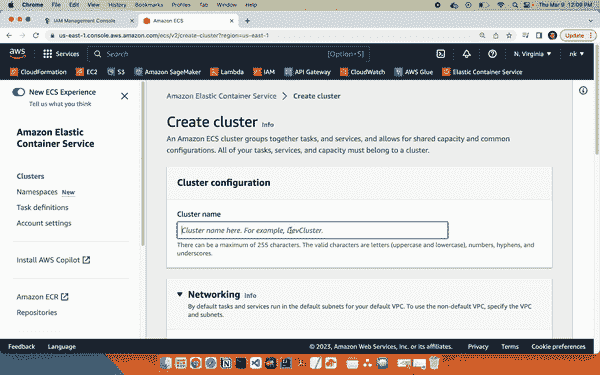 Chrome File Edit View History Bookmarks Profiles Tab Window Help
Thu Mar 9 12:08 PM
IAM Management Console
Amazon ECS
us-east-1.console.aws.amazon.com/ecs/v2/create-cluster?region=us-east-1
Update
aws Services Search [Option+S] N. Virginia nk
CloudFormation EC2 S3 Amazon SageMaker Lambda IAM API Gateway CloudWatch AWS Glue Elastic Container Service
New ECS Experience
Tell us what you think
Amazon Elastic Container Service
Clusters
Namespaces New
Task definitions
Account settings
Install AWS Copilot
Amazon ECR
Repositories
Amazon Elastic Container Service > Create cluster
Create cluster Info
An Amazon ECS cluster groups together tasks, and services, and allows for shared capacity and common
configurations. All of your tasks, services, and capacity must belong to a cluster.
Cluster configuration
Cluster name
Cluster name here. For example, DevCluster.
There can be a maximum of 255 characters. The valid characters are letters (uppercase and lowercase), numbers, hyphens, and
underscores.
Networking Info
By default tasks and services run in the default subnets for your default VPC. To use the non-default VPC, specify the VPC
and subnets.
Feedback Language © 2023, Amazon Web Services, Inc. or its affiliates. Privacy Terms Cookie preferences